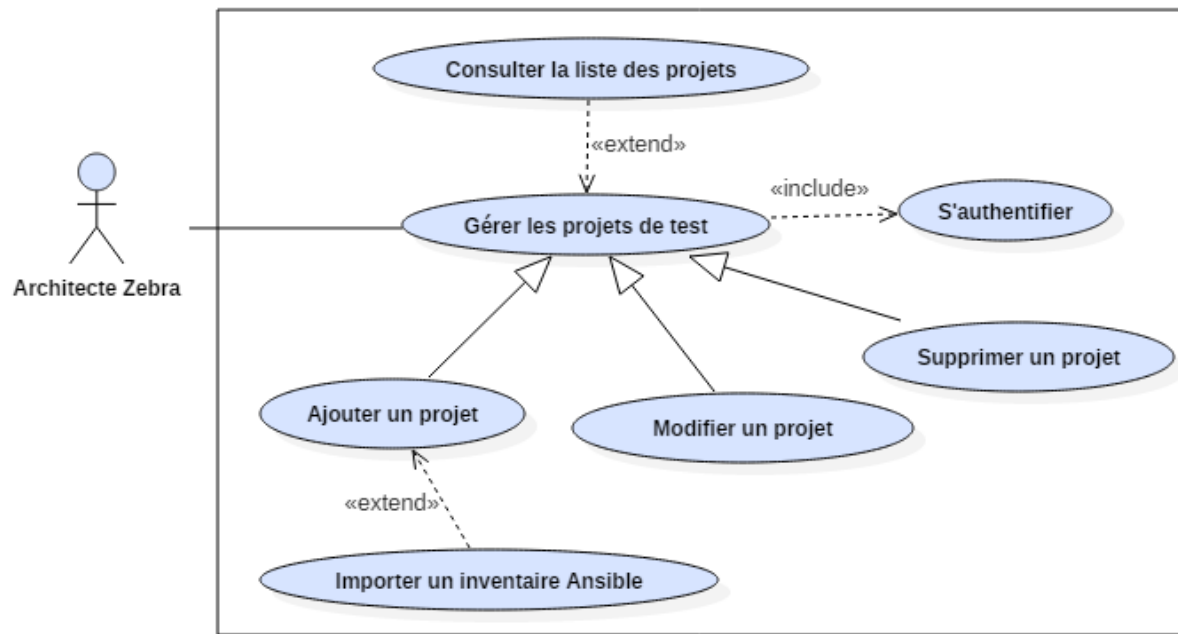 Consulter la liste des projets
«extend»
«include»
S'authentifier
Gérer les projets de test
Architecte Zebra
Supprimer un projet
Ajouter un projet
Modifier un projet
«extend»
Importer un inventaire Ansible